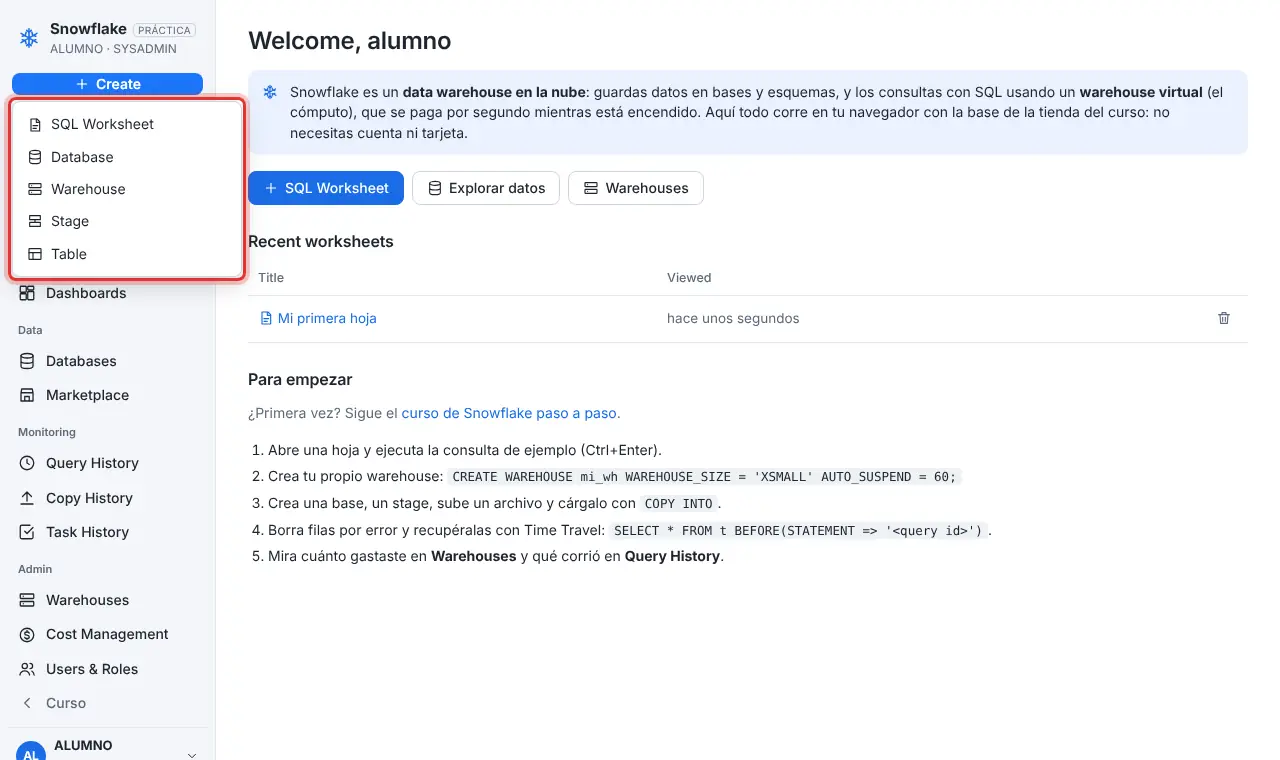 Snowflake PRÁCTICA
ALUMNO · SYSADMIN
+ Create
SQL Worksheet
Database
Warehouse
Stage
Table
Dashboards
Data
Databases
Marketplace
Monitoring
Query History
Copy History
Task History
Admin
Warehouses
Cost Management
Users & Roles
Curso
AL ALUMNO
Welcome, alumno
Snowflake es un data warehouse en la nube: guardas datos en bases y esquemas, y los consultas con SQL usando un warehouse virtual (el
cómputo), que se paga por segundo mientras está encendido. Aquí todo corre en tu navegador con la base de la tienda del curso: no
necesitas cuenta ni tarjeta.
+ SQL Worksheet Explorar datos Warehouses
Recent worksheets
Title Viewed
Mi primera hoja hace unos segundos
Para empezar
¿Primera vez? Sigue el curso de Snowflake paso a paso.
1. Abre una hoja y ejecuta la consulta de ejemplo (Ctrl+Enter).
2. Crea tu propio warehouse: CREATE WAREHOUSE mi_wh WAREHOUSE_SIZE = 'XSMALL' AUTO_SUSPEND = 60;
3. Crea una base, un stage, sube un archivo y cárgalo con COPY INTO.
4. Borra filas por error y recupéralas con Time Travel: SELECT * FROM t BEFORE(STATEMENT => '<query id>').
5. Mira cuánto gastaste en Warehouses y qué corrió en Query History.